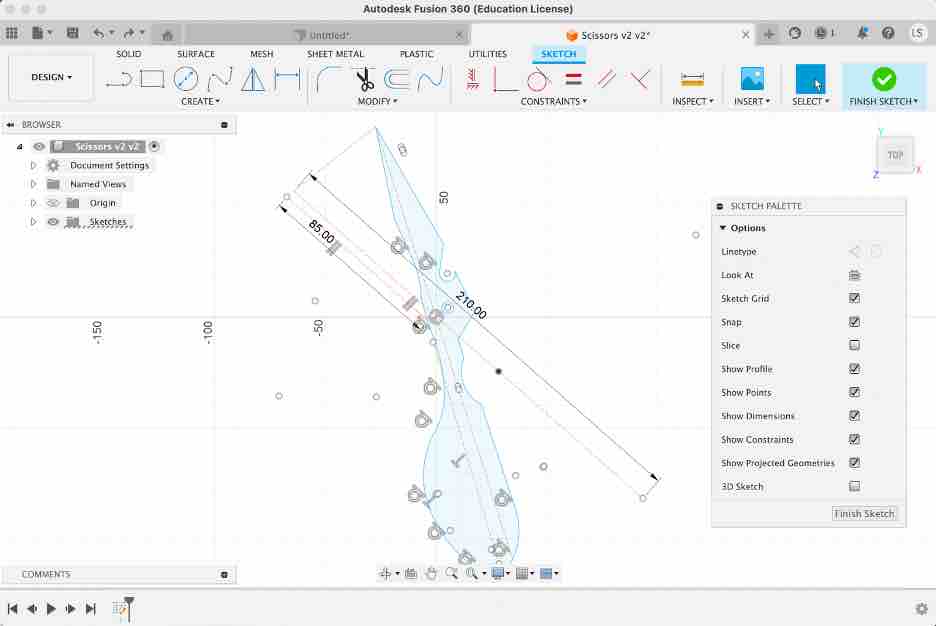 Autodesk Fusion 360 (Education License)
Untitled*
Scissors v2 v2*
1
LS
DESIGN
SOLID
SURFACE
MESH
SHEET METAL
PLASTIC
UTILITIES
SKETCH
CREATE
MODIFY
CONSTRAINTS
INSPECT
INSERT
SELECT
FINISH SKETCH
BROWSER
Scissors v2 v2
Document Settings
Named Views
Origin
Sketches
TOP
Y
X
Z
50
85.00
210.00
-150
-100
-50
SKETCH PALETTE
Options
Linetype
Look At
Sketch Grid
Snap
Slice
Show Profile
Show Points
Show Dimensions
Show Constraints
Show Projected Geometries
3D Sketch
Finish Sketch
COMMENTS